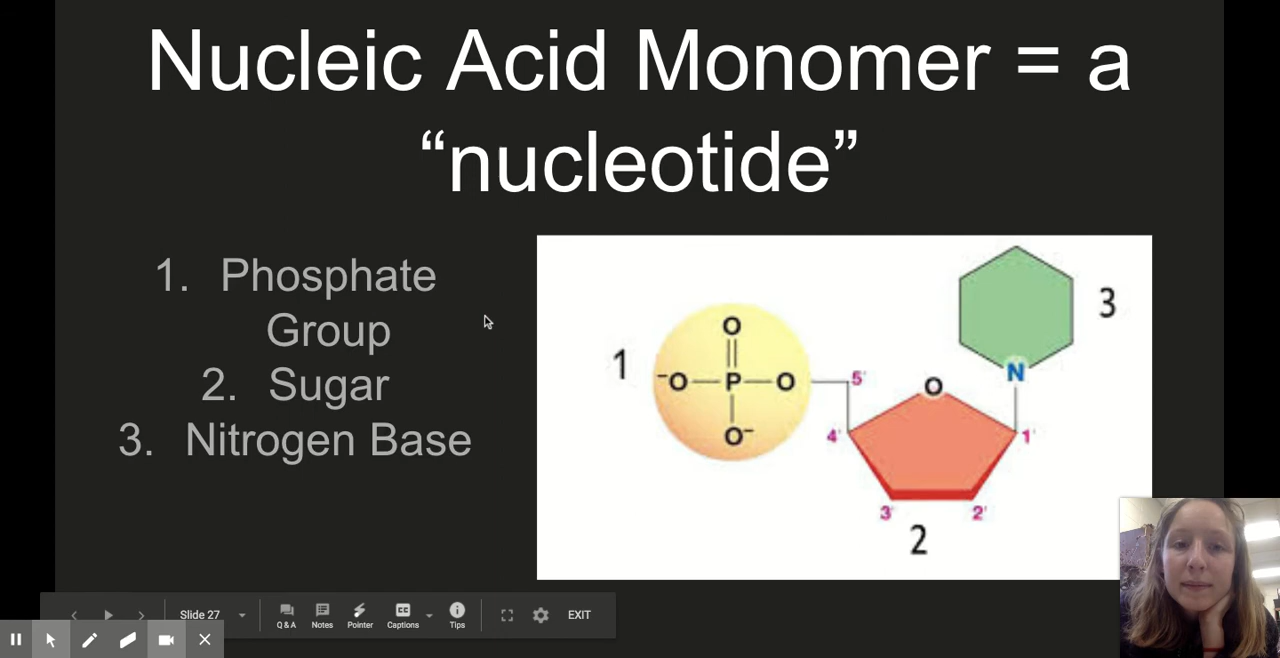 Nucleic Acid Monomer = a
“nucleotide”
1. Phosphate
Group
2. Sugar
3. Nitrogen Base
1
O
⁻O
P
O
O⁻
5'
4'
O
1'
3'
2'
2
N
3
Slide 27
Q & A
Notes
Pointer
Captions
CC
Tips
EXIT